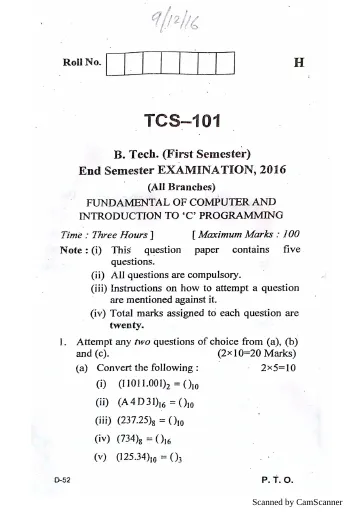 9/12/16
Roll No.
H
TCS–101
B. Tech. (First Semester)
End Semester EXAMINATION, 2016
(All Branches)
FUNDAMENTAL OF COMPUTER AND
INTRODUCTION TO ‘C’ PROGRAMMING
Time : Three Hours ] [ Maximum Marks : 100
Note : (i) This question paper contains five
questions.
(ii) All questions are compulsory.
(iii) Instructions on how to attempt a question
are mentioned against it.
(iv) Total marks assigned to each question are
twenty.
1. Attempt any two questions of choice from (a), (b)
and (c). (2×10=20 Marks)
(a) Convert the following : 2×5=10
(i) (11011.001)₂ = ()₁₀
(ii) (A4D31)₁₆ = ()₁₀
(iii) (237.25)₈ = ()₁₀
(iv) (734)₈ = ()₁₆
(v) (125.34)₁₀ = ()₃
D–52 P. T. O.
Scanned by CamScanner